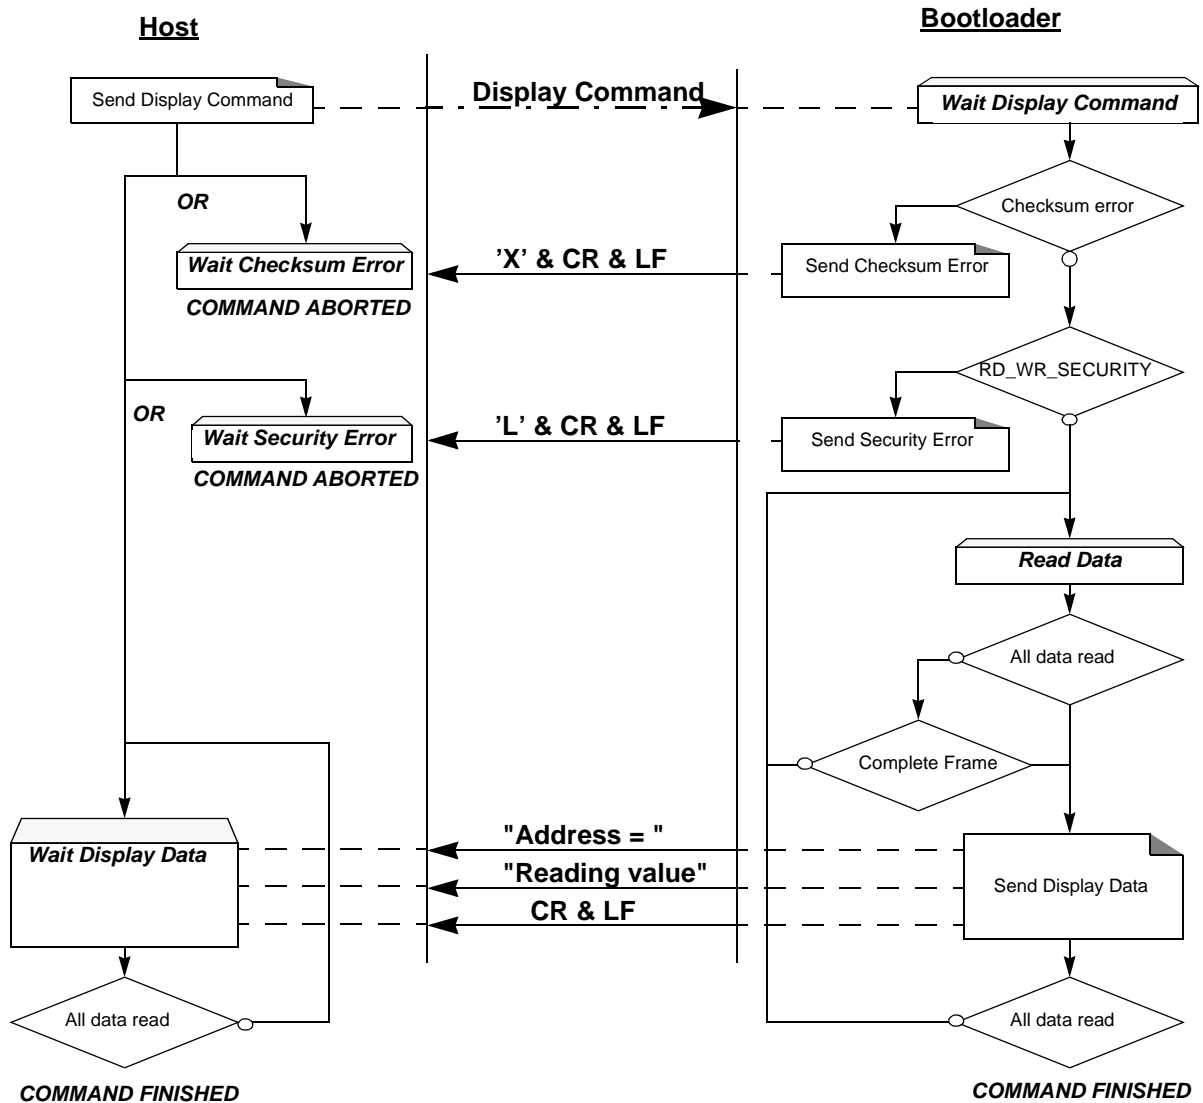 Host
Bootloader
Send Display Command
Display Command
Wait Display Command
OR
Checksum error
Wait Checksum Error
’X’ & CR & LF
Send Checksum Error
COMMAND ABORTED
RD_WR_SECURITY
OR
Wait Security Error
’L’ & CR & LF
Send Security Error
COMMAND ABORTED
Read Data
All data read
Complete Frame
"Address = "
Wait Display Data
"Reading value"
Send Display Data
CR & LF
All data read
All data read
COMMAND FINISHED
COMMAND FINISHED